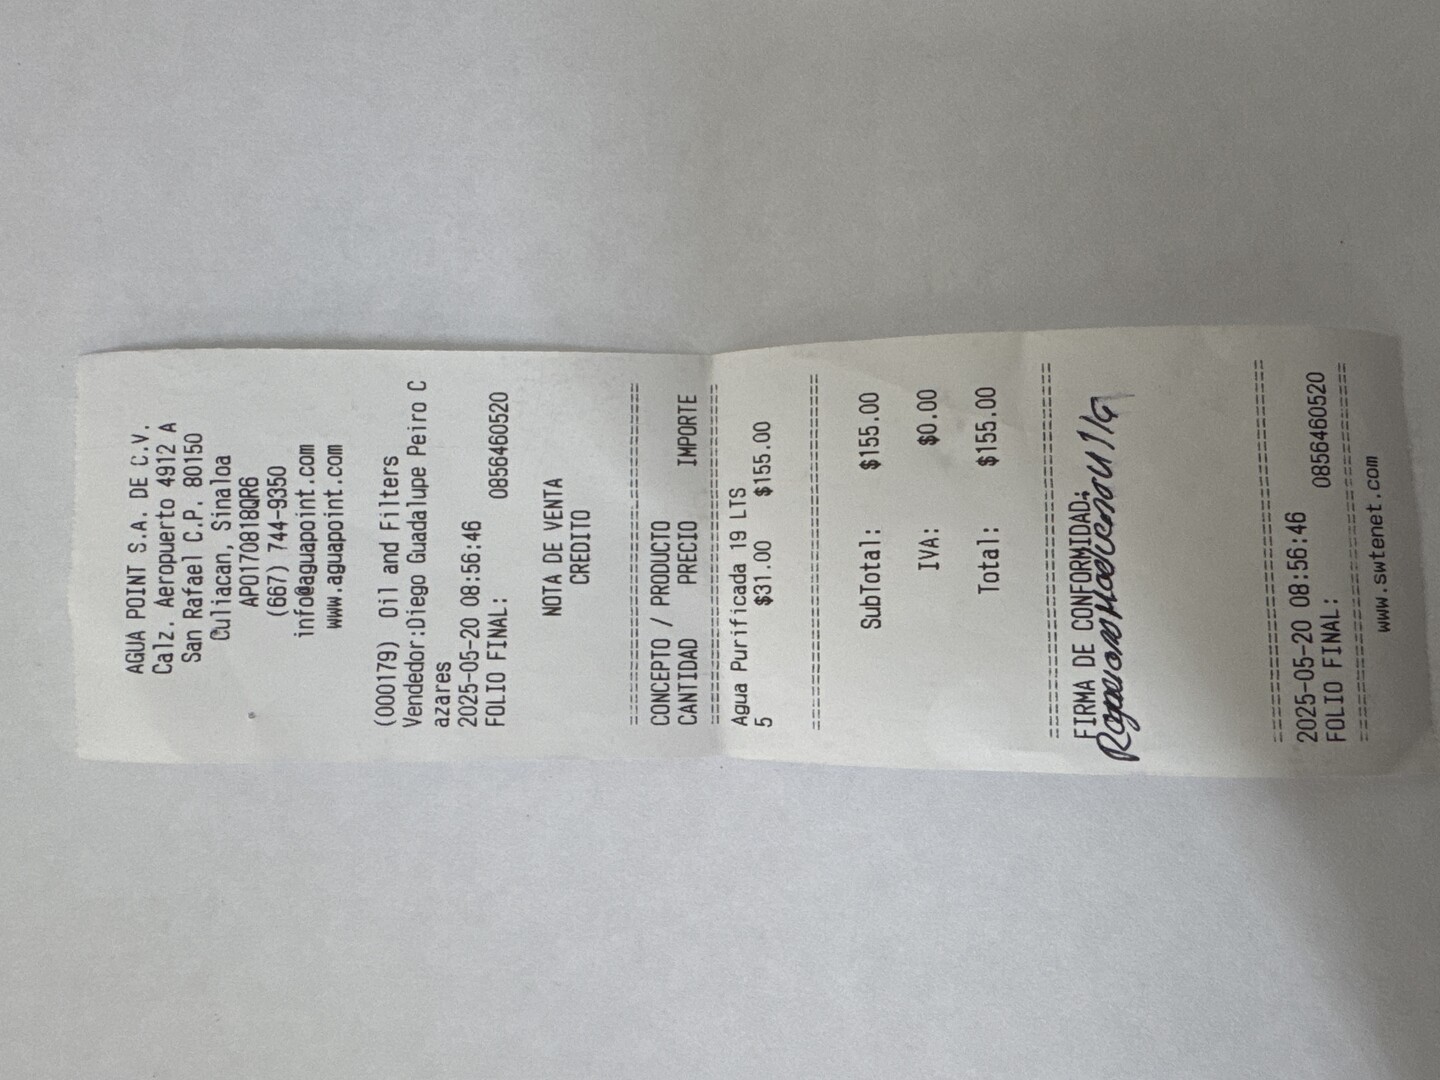 AGUA POINT S.A. DE C.V.
Calz. Aeropuerto 4912 A
San Rafael C.P. 80150
Culiacan, Sinaloa
APO170818QR6
(667) 744-9350
info@aguapoint.com
www.aguapoint.com
(000179) Oil and Filters
Vendedor:Diego Guadalupe Peiro C
azares
2025-05-20 08:56:46
FOLIO FINAL: 0856460520
NOTA DE VENTA
CREDITO
================================
CONCEPTO / PRODUCTO
CANTIDAD PRECIO IMPORTE
================================
Agua Purificada 19 LTS
5 $31.00 $155.00
================================
SubTotal: $155.00
IVA: $0.00
Total: $155.00
================================
FIRMA DE CONFORMIDAD:
================================
2025-05-20 08:56:46
FOLIO FINAL: 0856460520
================================
www.swtenet.com